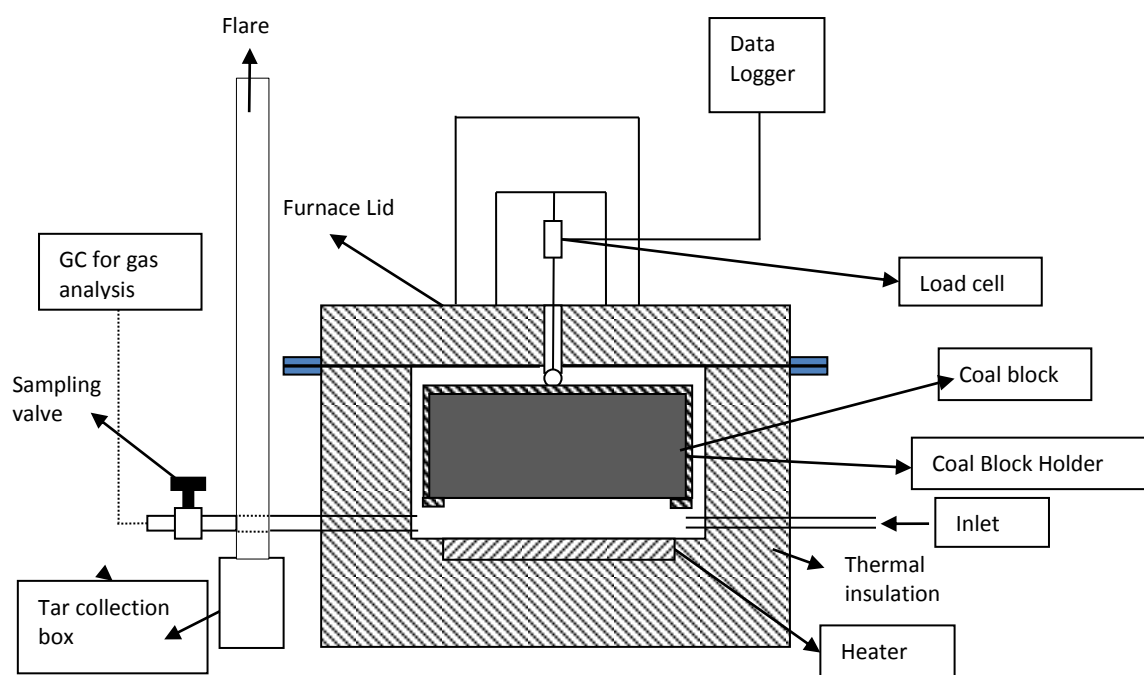 Flare
Data
Logger
Furnace Lid
GC for gas
analysis
Load cell
Sampling
valve
Coal block
Coal Block Holder
Inlet
Thermal
insulation
Tar collection
box
Heater